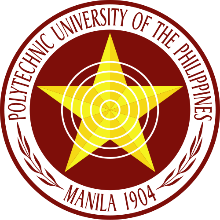 POLYTECHNIC UNIVERSITY OF THE PHILIPPINES
MANILA 1904